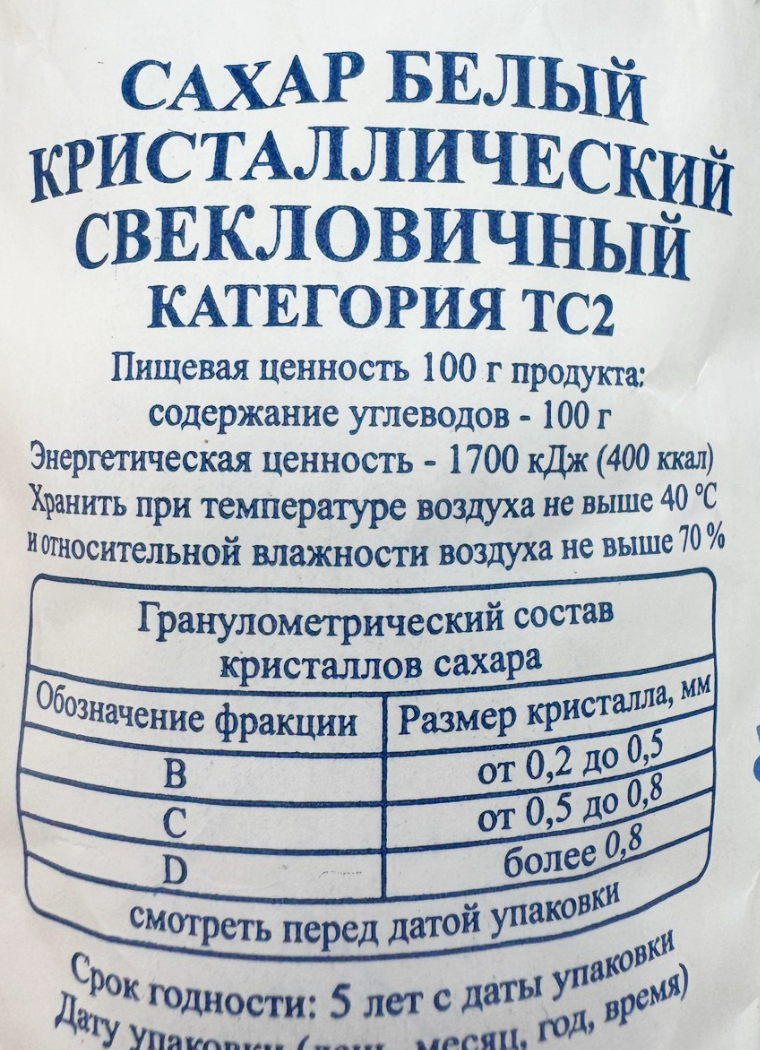 САХАР БЕЛЫЙ
КРИСТАЛЛИЧЕСКИЙ
СВЕКЛОВИЧНЫЙ
КАТЕГОРИЯ ТС2
Пищевая ценность 100 г продукта:
содержание углеводов - 100 г
Энергетическая ценность - 1700 кДж (400 ккал)
Хранить при температуре воздуха не выше 40 °С
и относительной влажности воздуха не выше 70 %
Гранулометрический состав
кристаллов сахара
Обозначение фракции Размер кристалла, мм
B от 0,2 до 0,5
C от 0,5 до 0,8
D более 0,8
смотреть перед датой упаковки
Срок годности: 5 лет с даты упаковки
Дату упаковки (день, месяц, год, время)